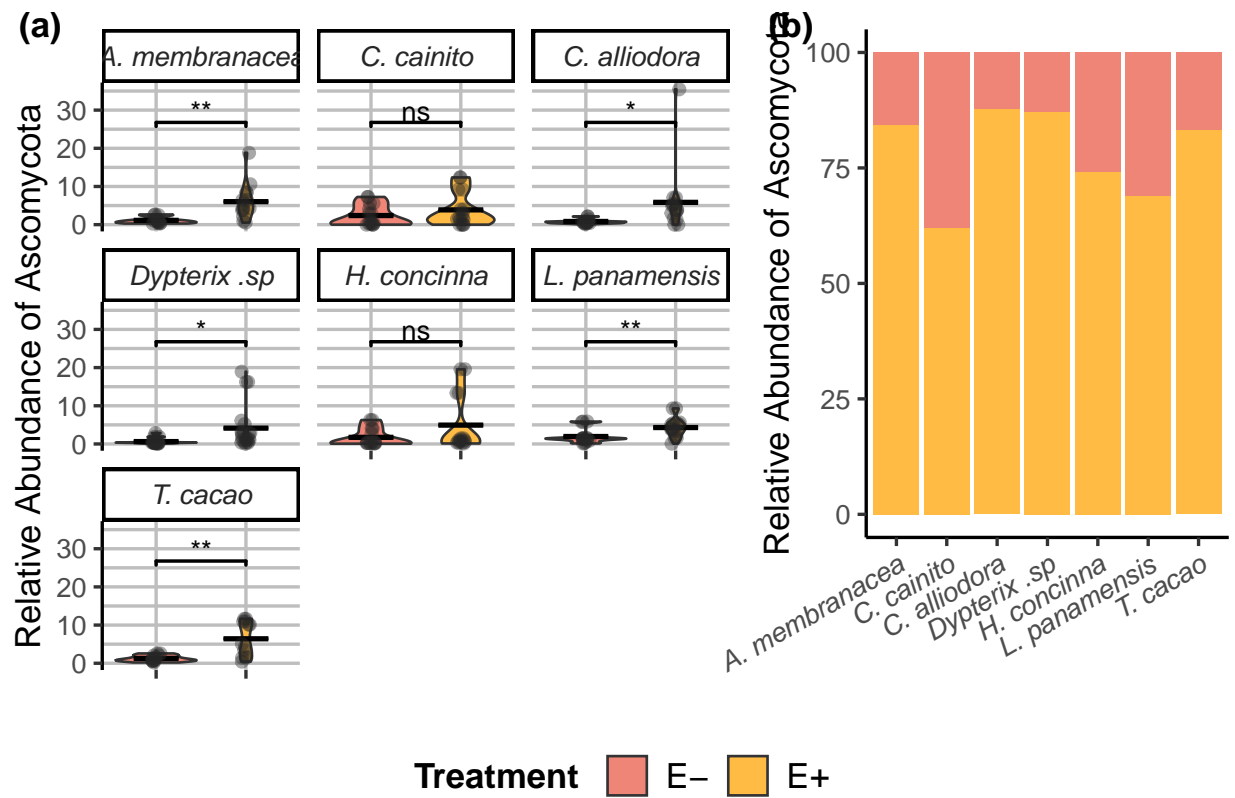 (a)
Relative Abundance of Ascomycota
A. membranacea
C. cainito
C. alliodora
30
20
10
0
**
ns
*
Dypterix .sp
H. concinna
L. panamensis
30
20
10
0
*
ns
**
T. cacao
30
20
10
0
**
(b)
Relative Abundance of Ascomycota
100
75
50
25
0
A. membranacea
C. cainito
C. alliodora
Dypterix .sp
H. concinna
L. panamensis
T. cacao
Treatment E− E+